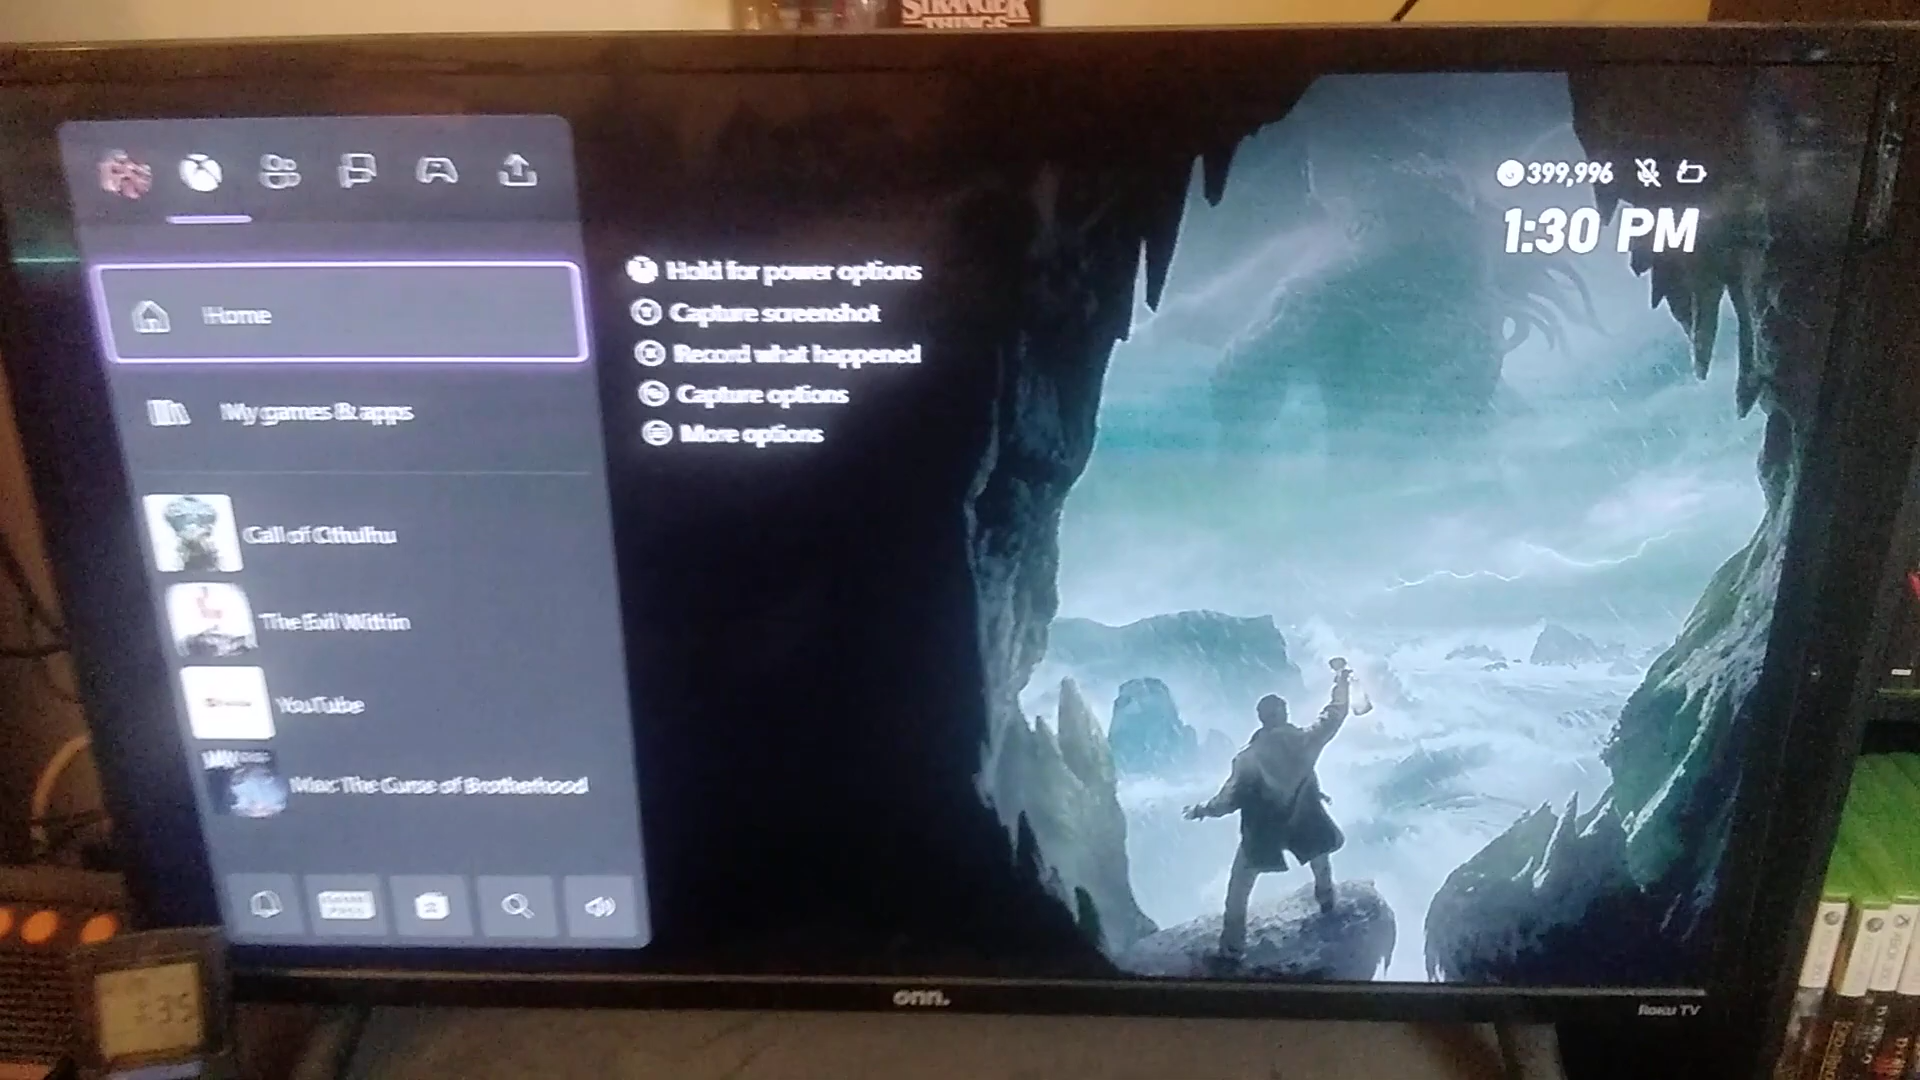 STRANGER
THINGS
399,996
1:30 PM
Home
My games & apps
Call of Cthulhu
The Evil Within
YouTube
Max: The Curse of Brotherhood
Hold for power options
Capture screenshot
Record what happened
Capture options
More options
onn.
Roku TV